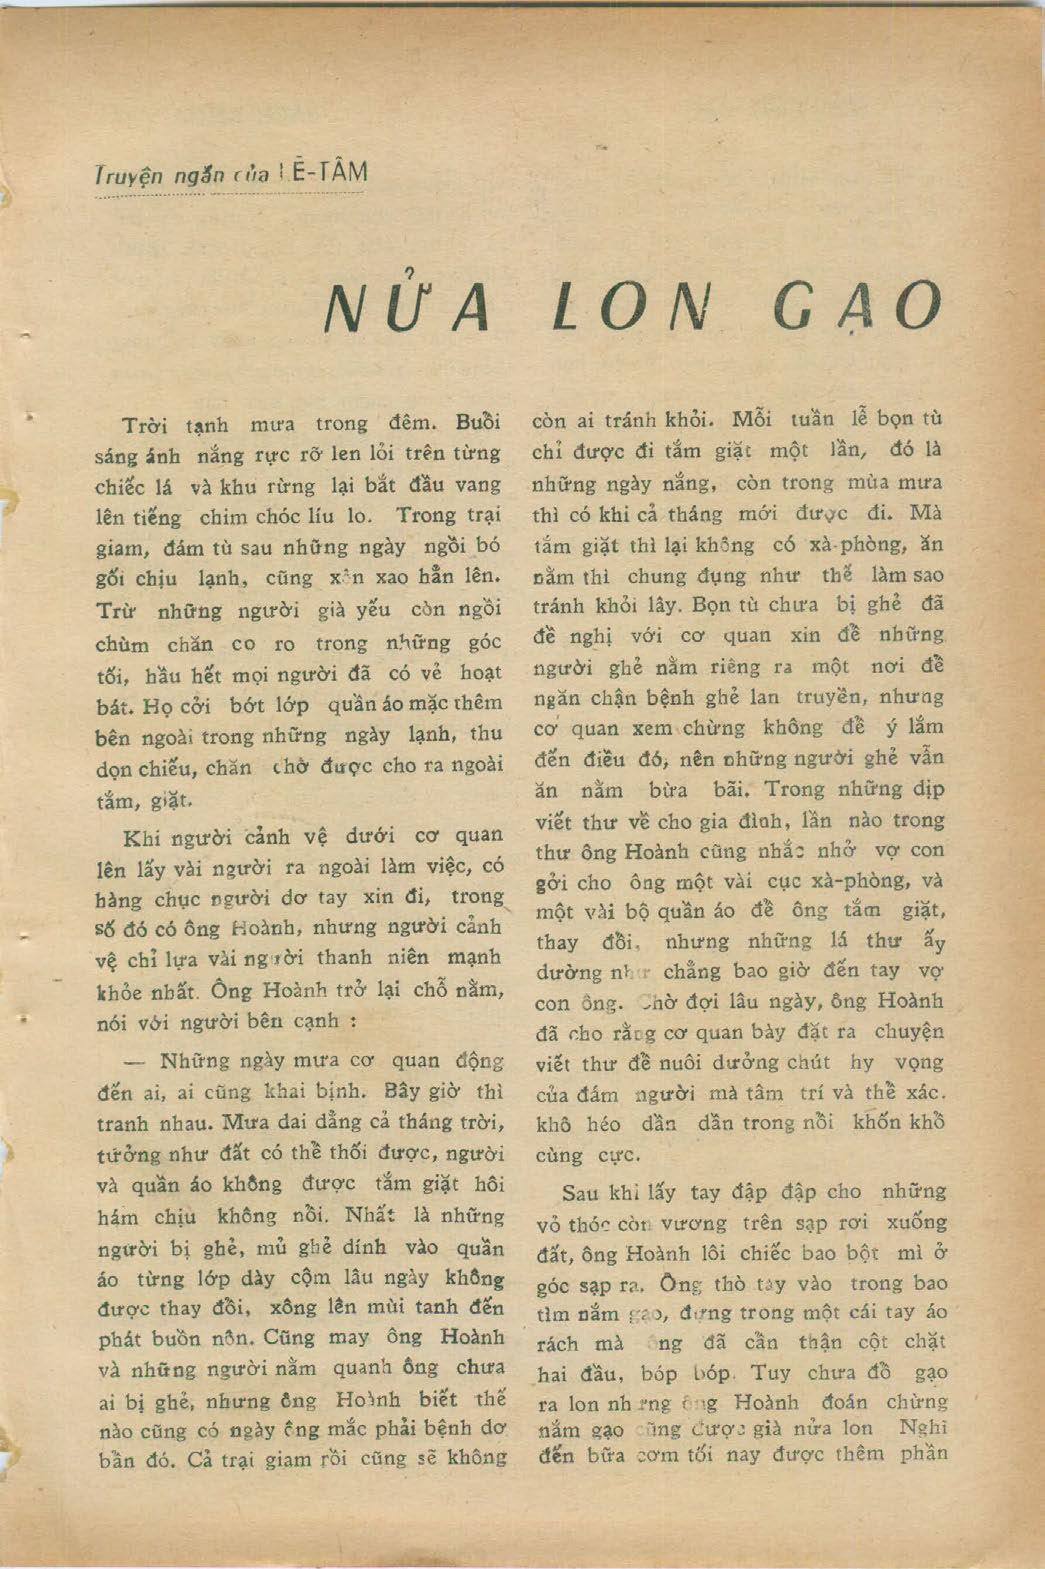 Truyện ngắn của LÊ-TÂM
NỬA LON GẠO
Trời tạnh mưa trong đêm. Buổi
sáng ánh nắng rực rỡ len lỏi trên từng
chiếc lá và khu rừng lại bắt đầu vang
lên tiếng chim chóc líu lo. Trong trại
giam, đám tù sau những ngày ngồi bó
gối chịu lạnh, cũng xôn xao hẳn lên.
Trừ những người già yếu còn ngồi
chùm chăn co ro trong những góc
tối, hầu hết mọi người đã có vẻ hoạt
bát. Họ cởi bớt lớp quần áo mặc thêm
bên ngoài trong những ngày lạnh, thu
dọn chiếu, chăn chờ được cho ra ngoài
tắm, giặt.
Khi người cảnh vệ dưới cơ quan
lên lấy vài người ra ngoài làm việc, có
hàng chục người dơ tay xin đi, trong
số đó có ông Hoành, nhưng người cảnh
vệ chỉ lựa vài người thanh niên mạnh
khỏe nhất. Ông Hoành trở lại chỗ nằm,
nói với người bên cạnh :
— Những ngày mưa cơ quan động
đến ai, ai cũng khai bịnh. Bây giờ thì
tranh nhau. Mưa dai dẳng cả tháng trời,
tưởng như đất có thể thối được, người
và quần áo không được tắm giặt hôi
hám chịu không nổi. Nhất là những
người bị ghẻ, mủ ghẻ dính vào quần
áo từng lớp dày cộm lâu ngày không
được thay đồi, xông lên mùi tanh đến
phát buồn nôn. Cũng may ông Hoành
và những người nằm quanh ông chưa
ai bị ghẻ, nhưng ông Hoành biết thế
nào cũng có ngày ông mắc phải bệnh dơ
bẩn đó. Cả trại giam rồi cũng sẽ không
còn ai tránh khỏi. Mỗi tuần lễ bọn tù
chỉ được đi tắm giặt một lần, đó là
những ngày nắng, còn trong mùa mưa
thì có khi cả tháng mới được đi. Mà
tắm giặt thì lại không có xà-phòng, ăn
nằm thì chung đụng như thế làm sao
tránh khỏi lây. Bọn tù chưa bị ghẻ đã
đề nghị với cơ quan xin để những
người ghẻ nằm riêng ra một nơi để
ngăn chận bệnh ghẻ lan truyền, nhưng
cơ quan xem chừng không để ý lắm
đến điều đó, nên những người ghẻ vẫn
ăn nằm bừa bãi. Trong những dịp
viết thư về cho gia đình, lần nào trong
thư ông Hoành cũng nhắc nhở vợ con
gởi cho ông một vài cục xà-phòng, và
một vài bộ quần áo để ông tắm giặt,
thay đổi, nhưng những lá thư ấy
dường như chẳng bao giờ đến tay vợ
con ông. Chờ đợi lâu ngày, ông Hoành
đã cho rằng cơ quan bày đặt ra chuyện
viết thư để nuôi dưởng chút hy vọng
của đám người mà tâm trí và thể xác.
khô héo dần dần trong nỗi khốn khổ
cùng cực.
Sau khi lấy tay đập đập cho những
vỏ thóc còn vương trên sạp rơi xuống
đất, ông Hoành lôi chiếc bao bột mì ở
góc sạp ra. Ông thò tay vào trong bao
tìm nắm gạo, đựng trong một cái tay áo
rách mà ông đã cẩn thận cột chặt
hai đầu, bóp bóp. Tuy chưa đổ gạo
ra lon nhưng ông Hoành đoán chừng
nắm gạo cũng được già nửa lon Nghĩ
đến bữa cơm tối nay được thêm phần